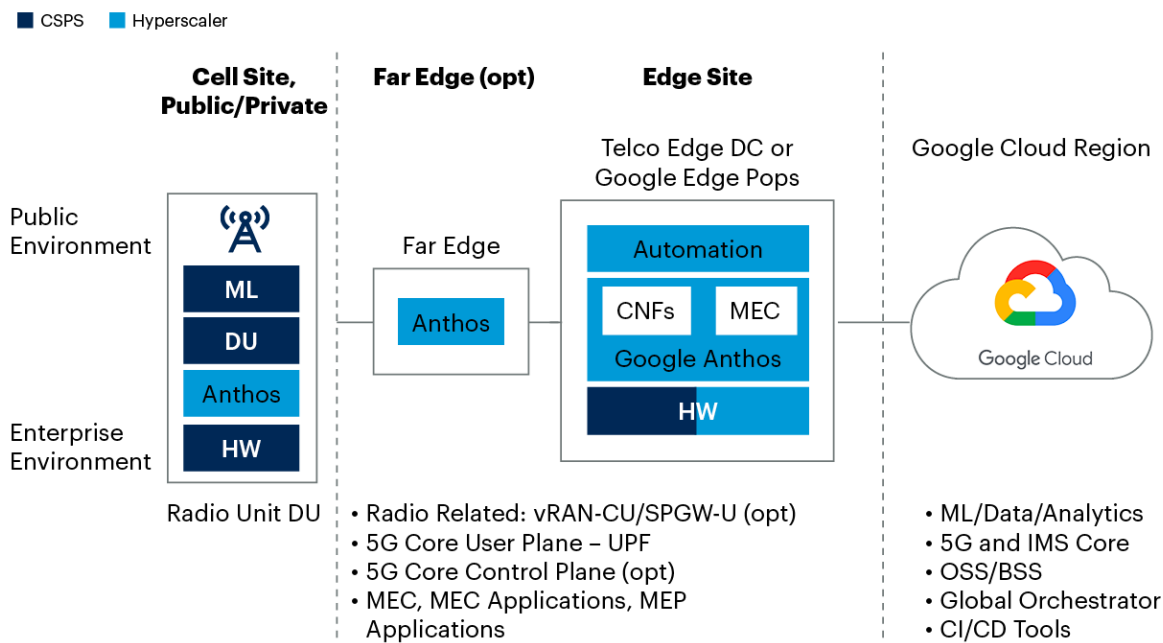 CSPS
Hyperscaler
Cell Site,
Public/Private
Far Edge (opt)
Edge Site
Telco Edge DC or
Google Edge Pops
Google Cloud Region
Public
Environment
Enterprise
Environment
ML
DU
Anthos
HW
Radio Unit DU
Far Edge
Anthos
Automation
CNFs
MEC
Google Anthos
HW
Google Cloud
• Radio Related: vRAN-CU/SPGW-U (opt)
• 5G Core User Plane – UPF
• 5G Core Control Plane (opt)
• MEC, MEC Applications, MEP
Applications
• ML/Data/Analytics
• 5G and IMS Core
• OSS/BSS
• Global Orchestrator
• CI/CD Tools